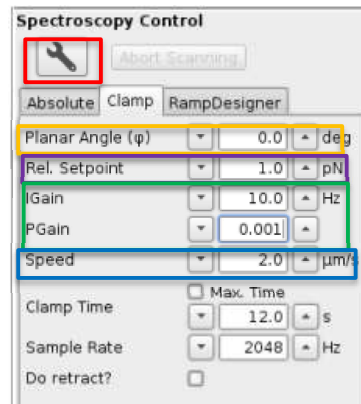 Spectroscopy Control
Abort Scanning
Absolute Clamp RampDesigner
Planar Angle (φ) 0.0 deg
Rel. Setpoint 1.0 pN
IGain 10.0 Hz
PGain 0.001
Speed 2.0 µm/s
Max. Time
Clamp Time 12.0 s
Sample Rate 2048 Hz
Do retract?